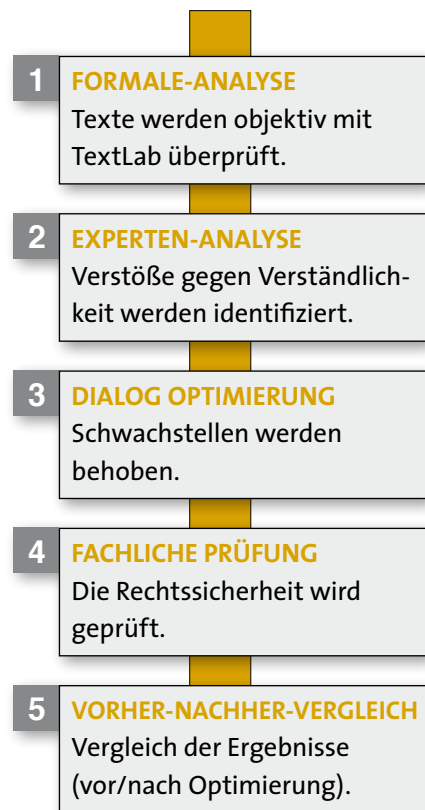 1
FORMALE-ANALYSE
Texte werden objektiv mit
TextLab überprüft.
2
EXPERTEN-ANALYSE
Verstöße gegen Verständlich-
keit werden identifiziert.
3
DIALOG OPTIMIERUNG
Schwachstellen werden
behoben.
4
FACHLICHE PRÜFUNG
Die Rechtssicherheit wird
geprüft.
5
VORHER-NACHHER-VERGLEICH
Vergleich der Ergebnisse
(vor/nach Optimierung).